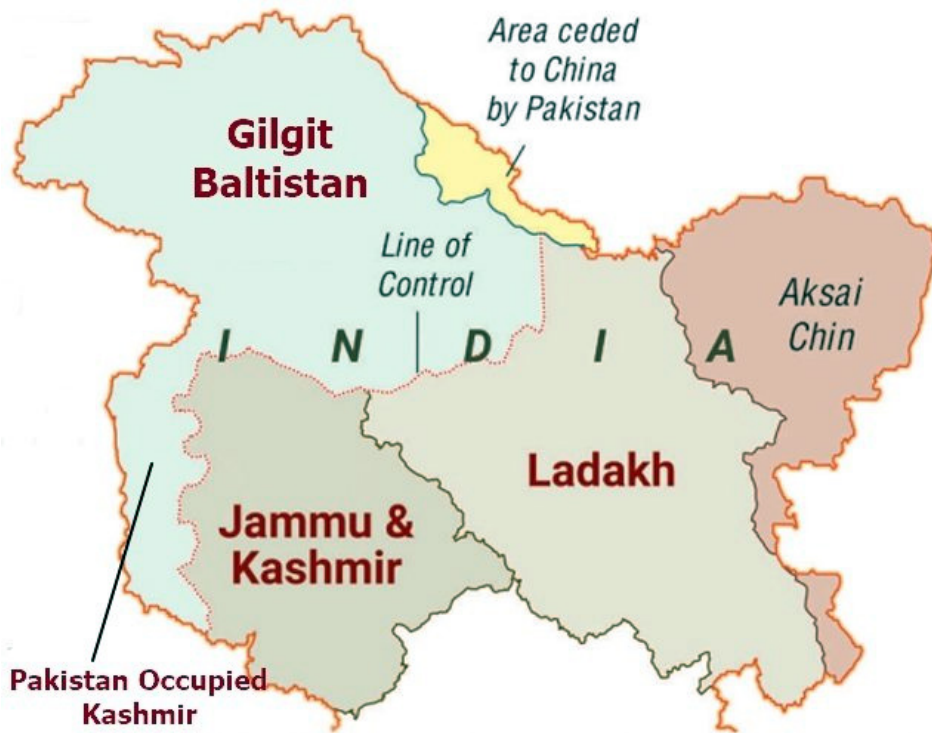 Area ceded
to China
by Pakistan
Gilgit
Baltistan
Line of
Control
Aksai
Chin
I N D I A
Ladakh
Jammu &
Kashmir
Pakistan Occupied
Kashmir